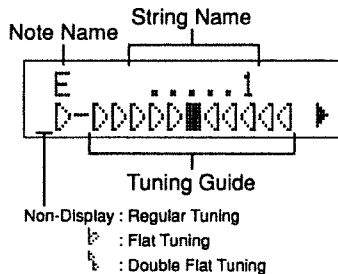 String Name
Note Name
E .....1
Tuning Guide
Non-Display : Regular Tuning
♭ : Flat Tuning
♭♭ : Double Flat Tuning